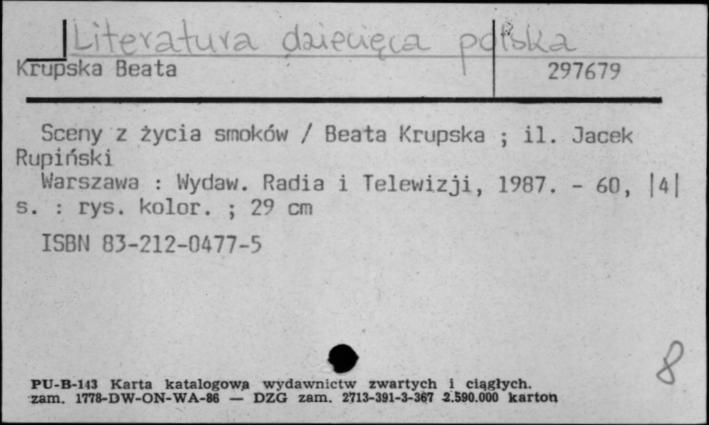 Literatura dziecięca polska
Krupska Beata 297679
Sceny z życia smoków / Beata Krupska ; il. Jacek
Rupiński
Warszawa : Wydaw. Radia i Telewizji, 1987. - 60, |4|
s. : rys. kolor. ; 29 cm
ISBN 83-212-0477-5
8
PU-B-143 Karta katalogowa wydawnictw zwartych i ciągłych.
zam. 1778-DW-ON-WA-86 — DZG zam. 2713-391-3-367 2.590.000 karton